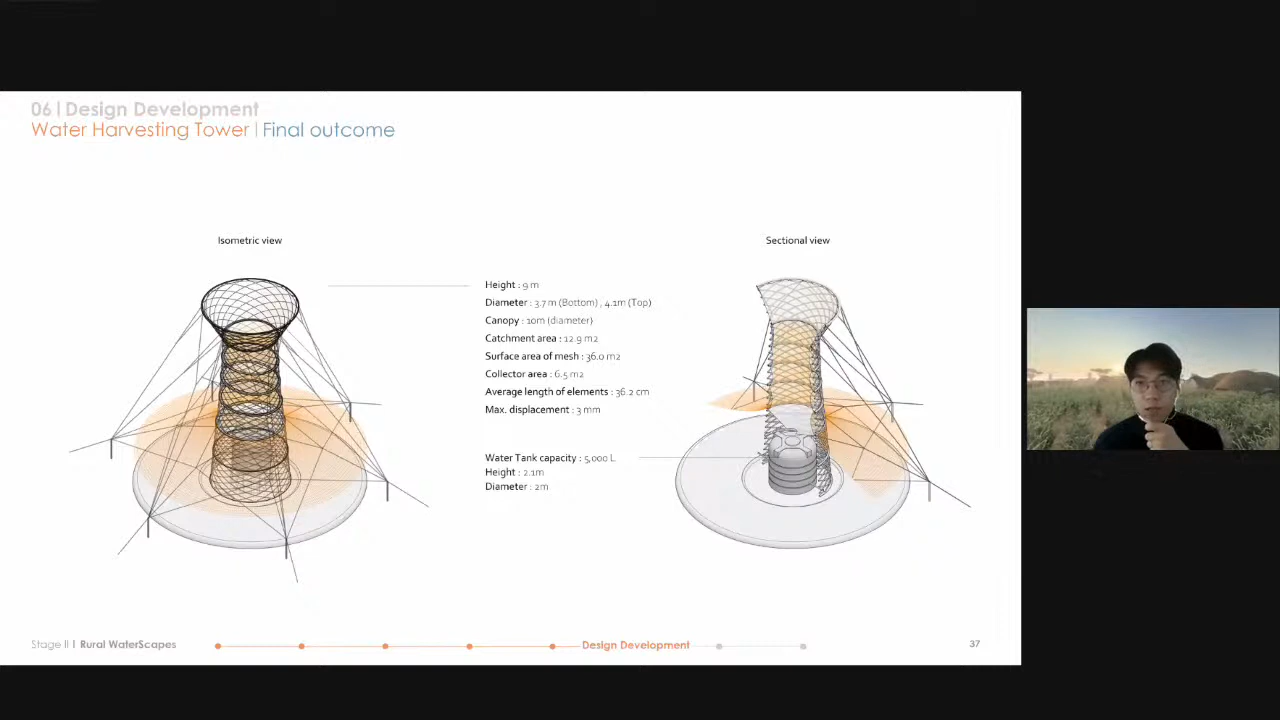 06 | Design Development
Water Harvesting Tower | Final outcome
Isometric view
Sectional view
Height : 9 m
Diameter : 3.7 m (Bottom) , 4.1m (Top)
Canopy : 10m (diameter)
Catchment area : 12.9 m2
Surface area of mesh : 36.0 m2
Collector area : 6.5 m2
Average length of elements : 36.2 cm
Max. displacement : 3 mm
Water Tank capacity : 5,000 L
Height : 2.1m
Diameter : 2m
Stage II | Rural WaterScapes
Design Development
37